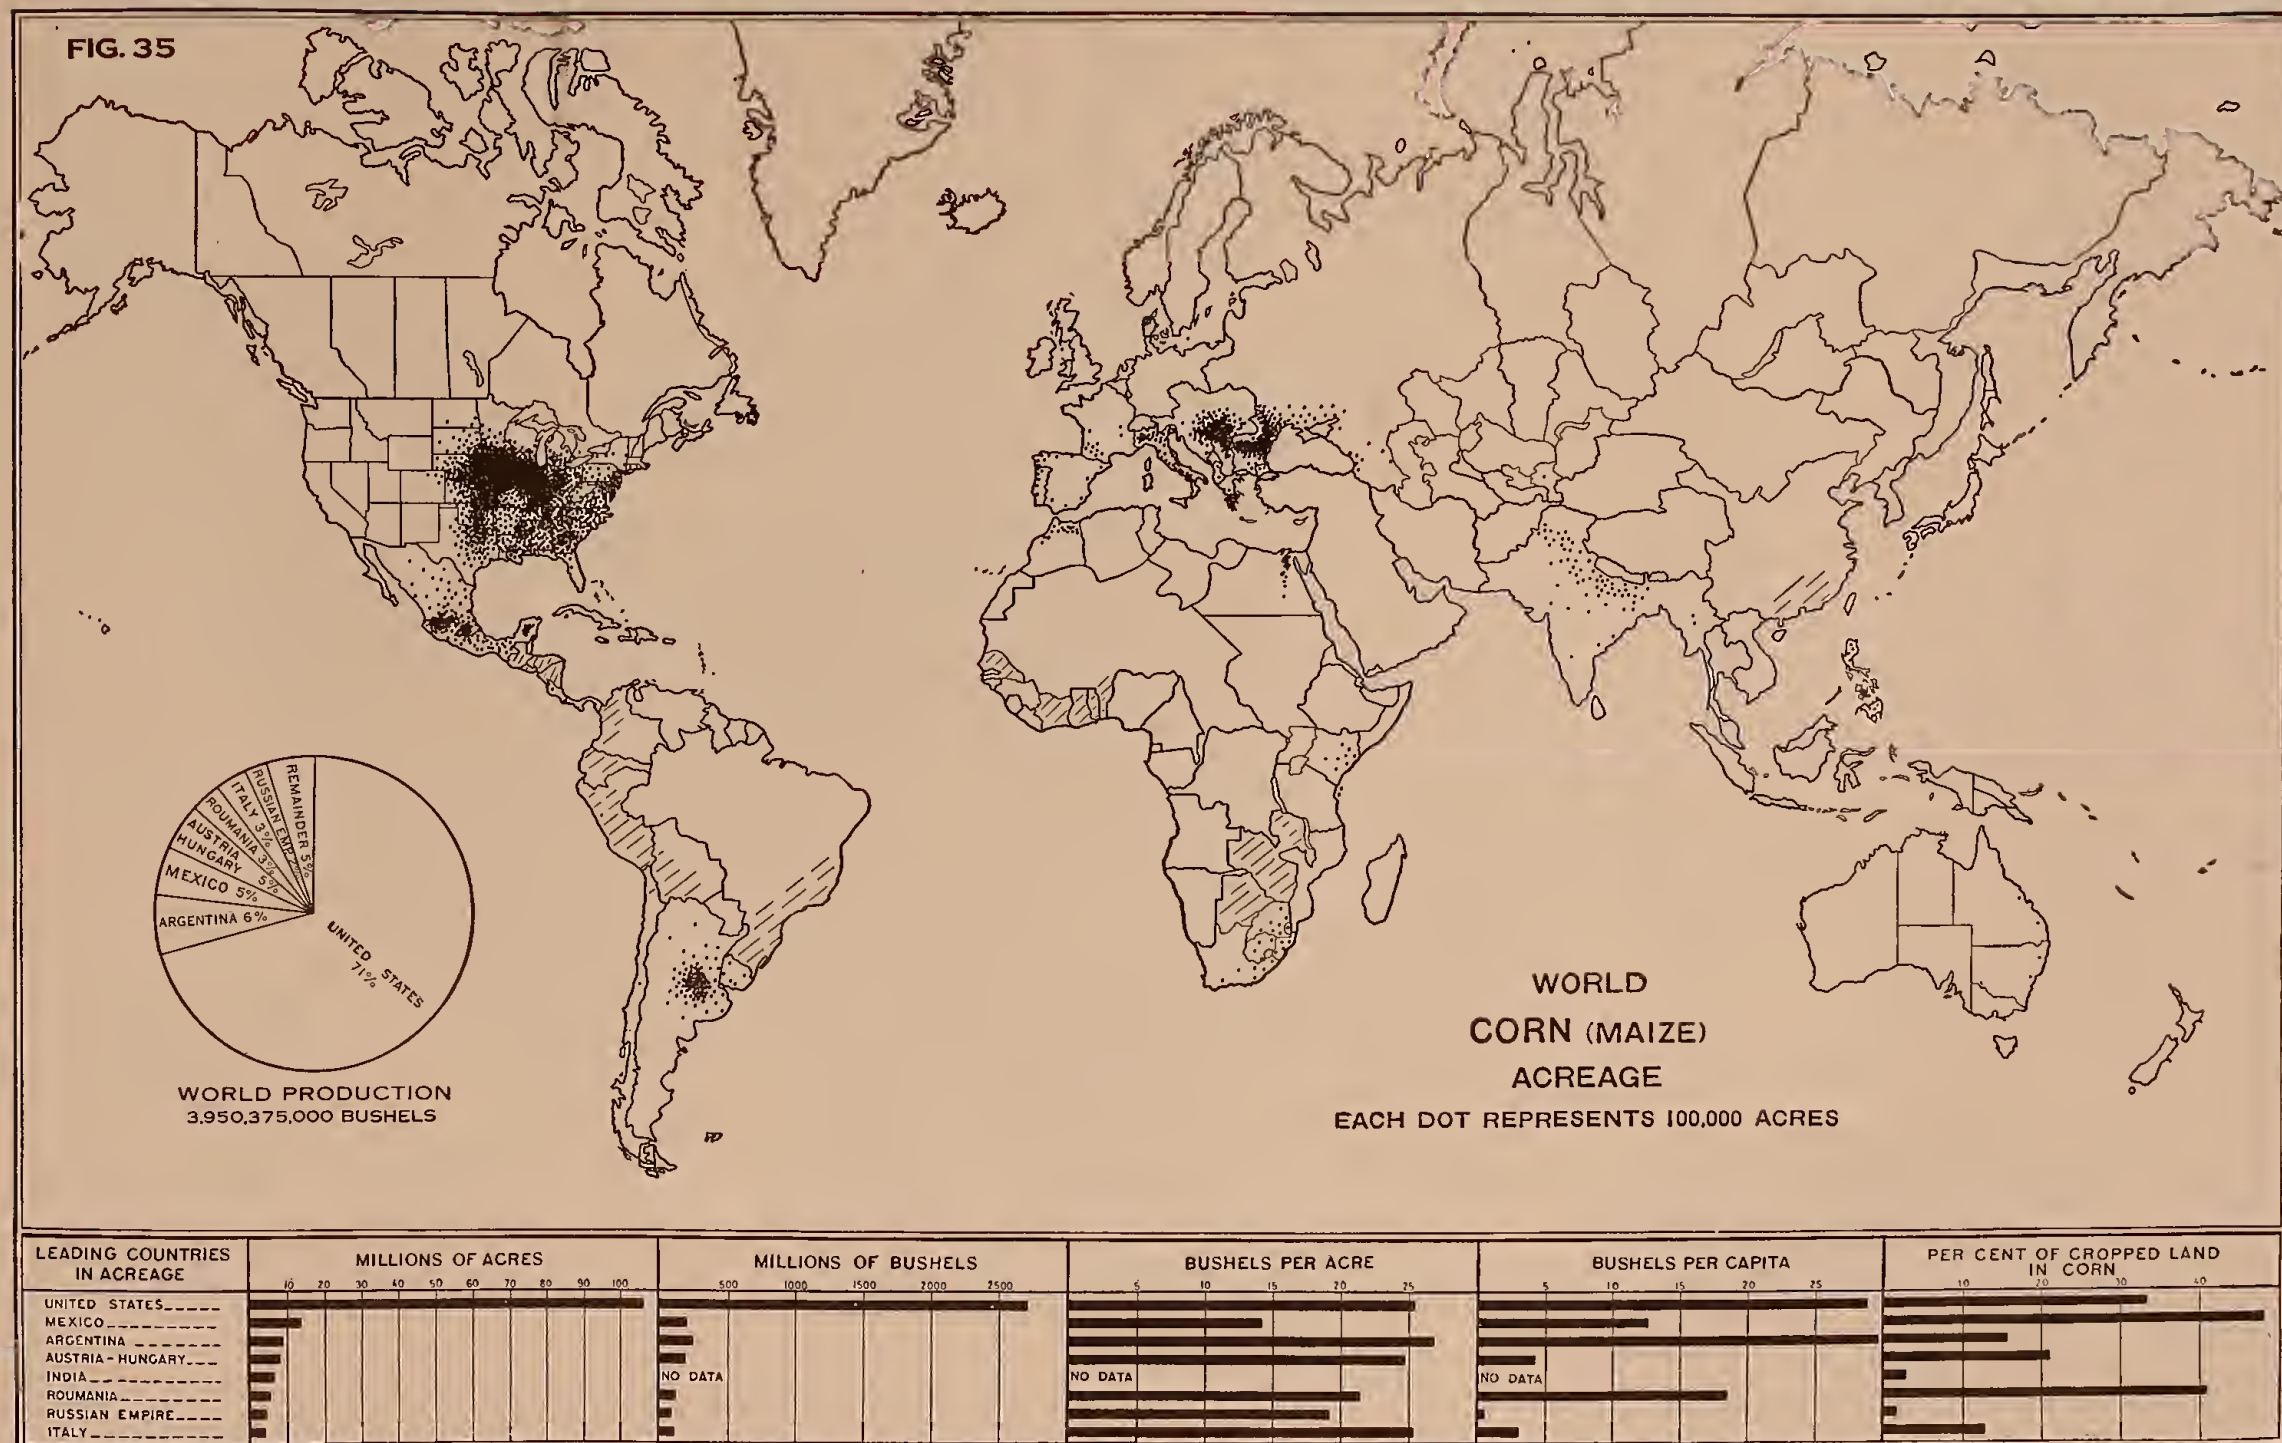 FIG. 35
REMAINDER 5%
RUSSIAN EMP. 2%
ITALY 3%
ROUMANIA 3%
AUSTRIA
HUNGARY 5%
MEXICO 5%
ARGENTINA 6%
UNITED STATES
71%
WORLD PRODUCTION
3,950,375,000 BUSHELS
WORLD
CORN (MAIZE)
ACREAGE
EACH DOT REPRESENTS 100,000 ACRES
LEADING COUNTRIES
IN ACREAGE
MILLIONS OF ACRES
10 20 30 40 50 60 70 80 90 100
MILLIONS OF BUSHELS
500 1000 1500 2000 2500
BUSHELS PER ACRE
5 10 15 20 25
BUSHELS PER CAPITA
5 10 15 20 25
PER CENT OF CROPPED LAND
IN CORN
10 20 30 40
UNITED STATES
MEXICO
ARGENTINA
AUSTRIA-HUNGARY
INDIA NO DATA NO DATA NO DATA
ROUMANIA
RUSSIAN EMPIRE
ITALY